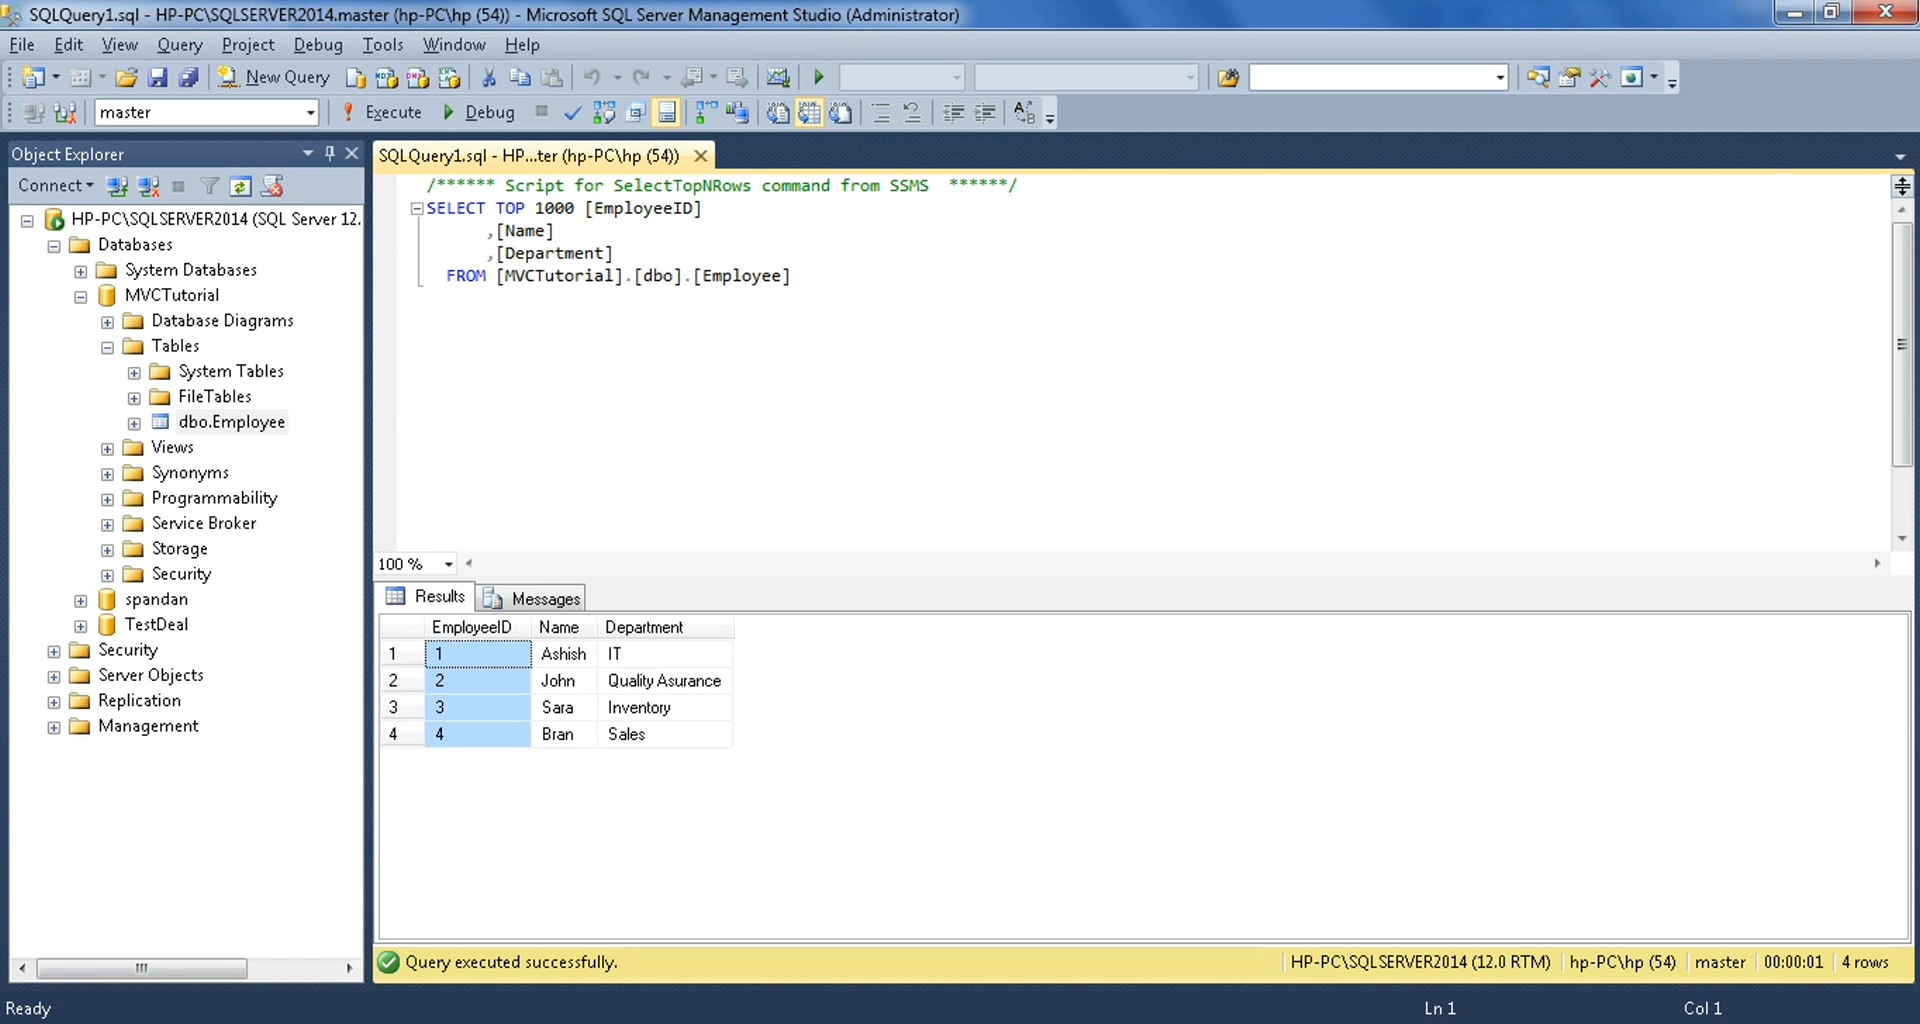 SQLQuery1.sql - HP-PC\SQLSERVER2014.master (hp-PC\hp (54)) - Microsoft SQL Server Management Studio (Administrator)
File Edit View Query Project Debug Tools Window Help
New Query
master Execute Debug
Object Explorer
Connect
HP-PC\SQLSERVER2014 (SQL Server 12.
Databases
System Databases
MVCTutorial
Database Diagrams
Tables
System Tables
FileTables
dbo.Employee
Views
Synonyms
Programmability
Service Broker
Storage
Security
spandan
TestDeal
Security
Server Objects
Replication
Management
SQLQuery1.sql - HP...ter (hp-PC\hp (54))
/****** Script for SelectTopNRows command from SSMS ******/
SELECT TOP 1000 [EmployeeID]
,[Name]
,[Department]
FROM [MVCTutorial].[dbo].[Employee]
100 %
Results Messages
EmployeeID Name Department
1 1 Ashish IT
2 2 John Quality Asurance
3 3 Sara Inventory
4 4 Bran Sales
Query executed successfully. HP-PC\SQLSERVER2014 (12.0 RTM) hp-PC\hp (54) master 00:00:01 4 rows
Ready Ln 1 Col 1